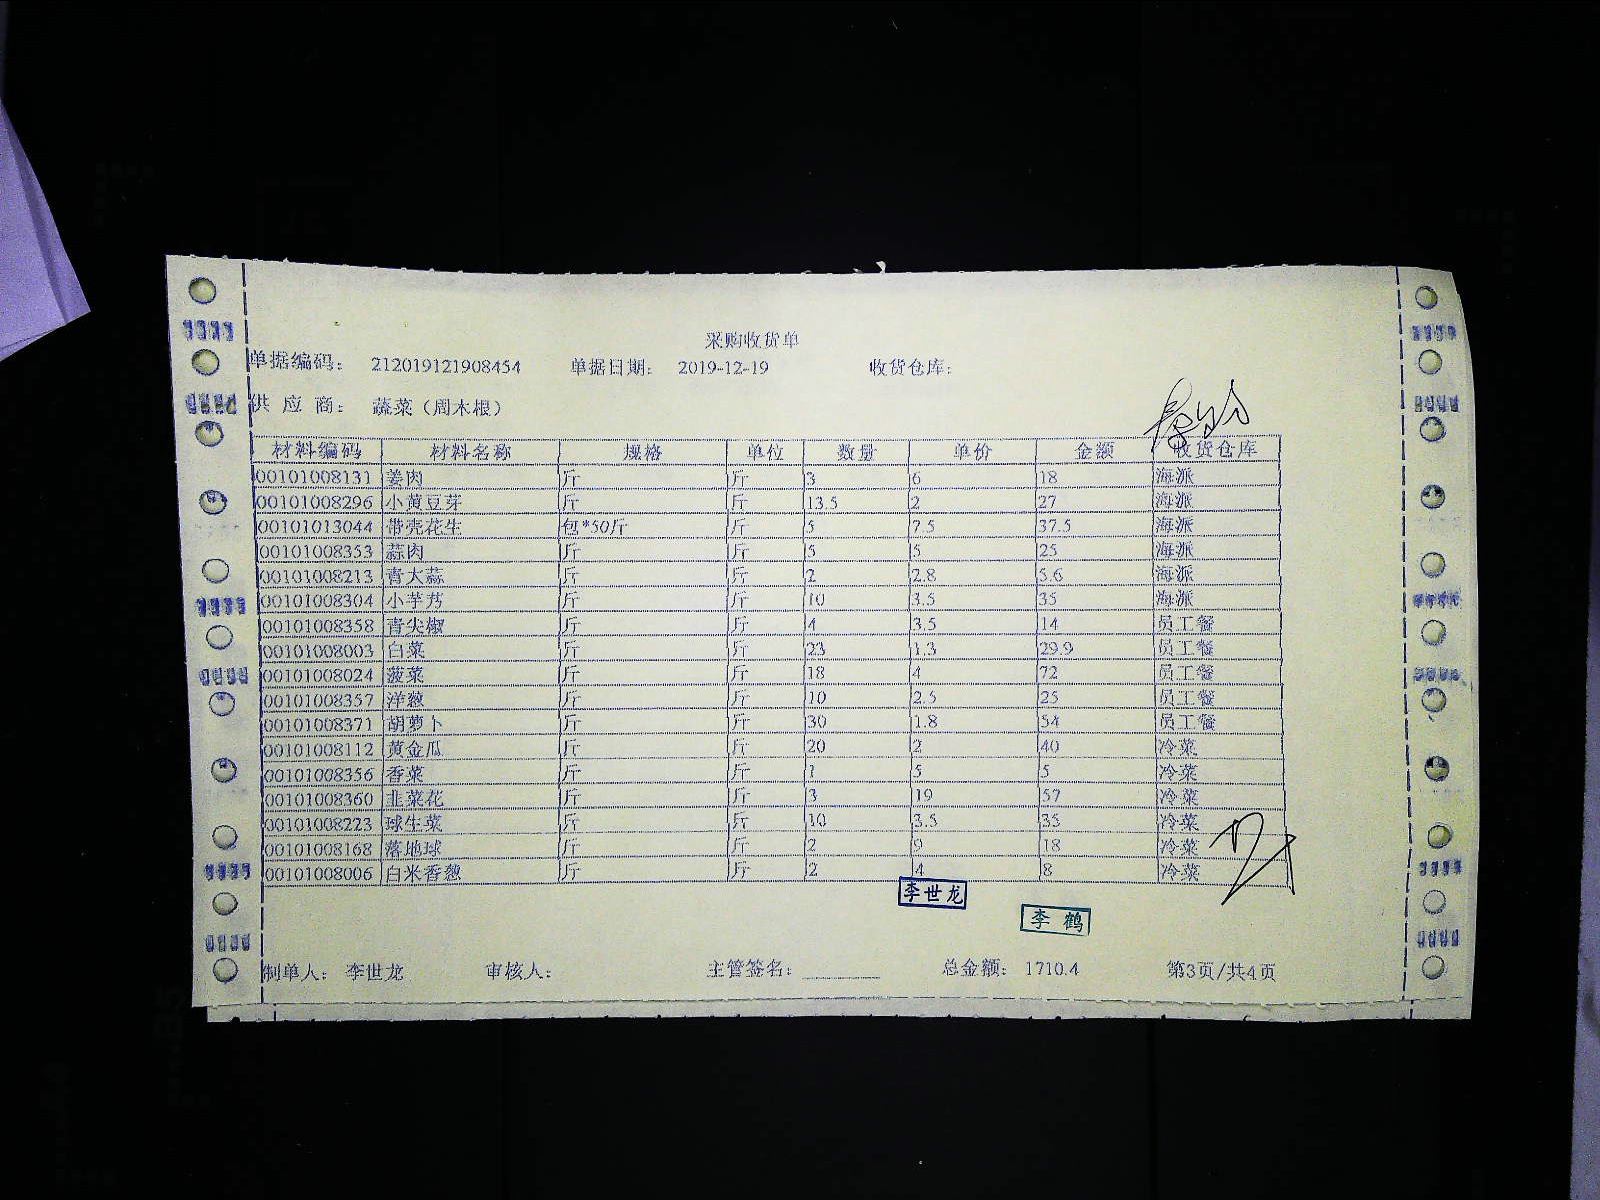 采购收货单
单据编码： 212019121908454 单据日期： 2019-12-19 收货仓库：
供 应 商： 蔬菜（周木根）
材料编码 材料名称 规格 单位 数量 单价 金额 收货仓库
00101008131 姜肉 斤 斤 3 6 18 海派
00101008296 小黄豆芽 斤 斤 13.5 2 27 海派
00101013044 带壳花生 包*50斤 斤 5 7.5 37.5 海派
00101008353 蒜肉 斤 斤 5 5 25 海派
00101008213 青大蒜 斤 斤 2 2.8 5.6 海派
00101008304 小芋艿 斤 斤 10 3.5 35 海派
00101008358 青尖椒 斤 斤 4 3.5 14 员工餐
00101008003 白菜 斤 斤 23 1.3 29.9 员工餐
00101008024 菠菜 斤 斤 18 4 72 员工餐
00101008357 洋葱 斤 斤 10 2.5 25 员工餐
00101008371 胡萝卜 斤 斤 30 1.8 54 员工餐
00101008112 黄金瓜 斤 斤 20 2 40 冷菜
00101008356 香菜 斤 斤 1 5 5 冷菜
00101008360 韭菜花 斤 斤 3 19 57 冷菜
00101008223 球生菜 斤 斤 10 3.5 35 冷菜
00101008168 落地球 斤 斤 2 9 18 冷菜
00101008006 白米香葱 斤 斤 2 4 8 冷菜
李世龙
李 鹤
制单人： 李世龙 审核人： 主管签名： 总金额： 1710.4 第3页/共4页